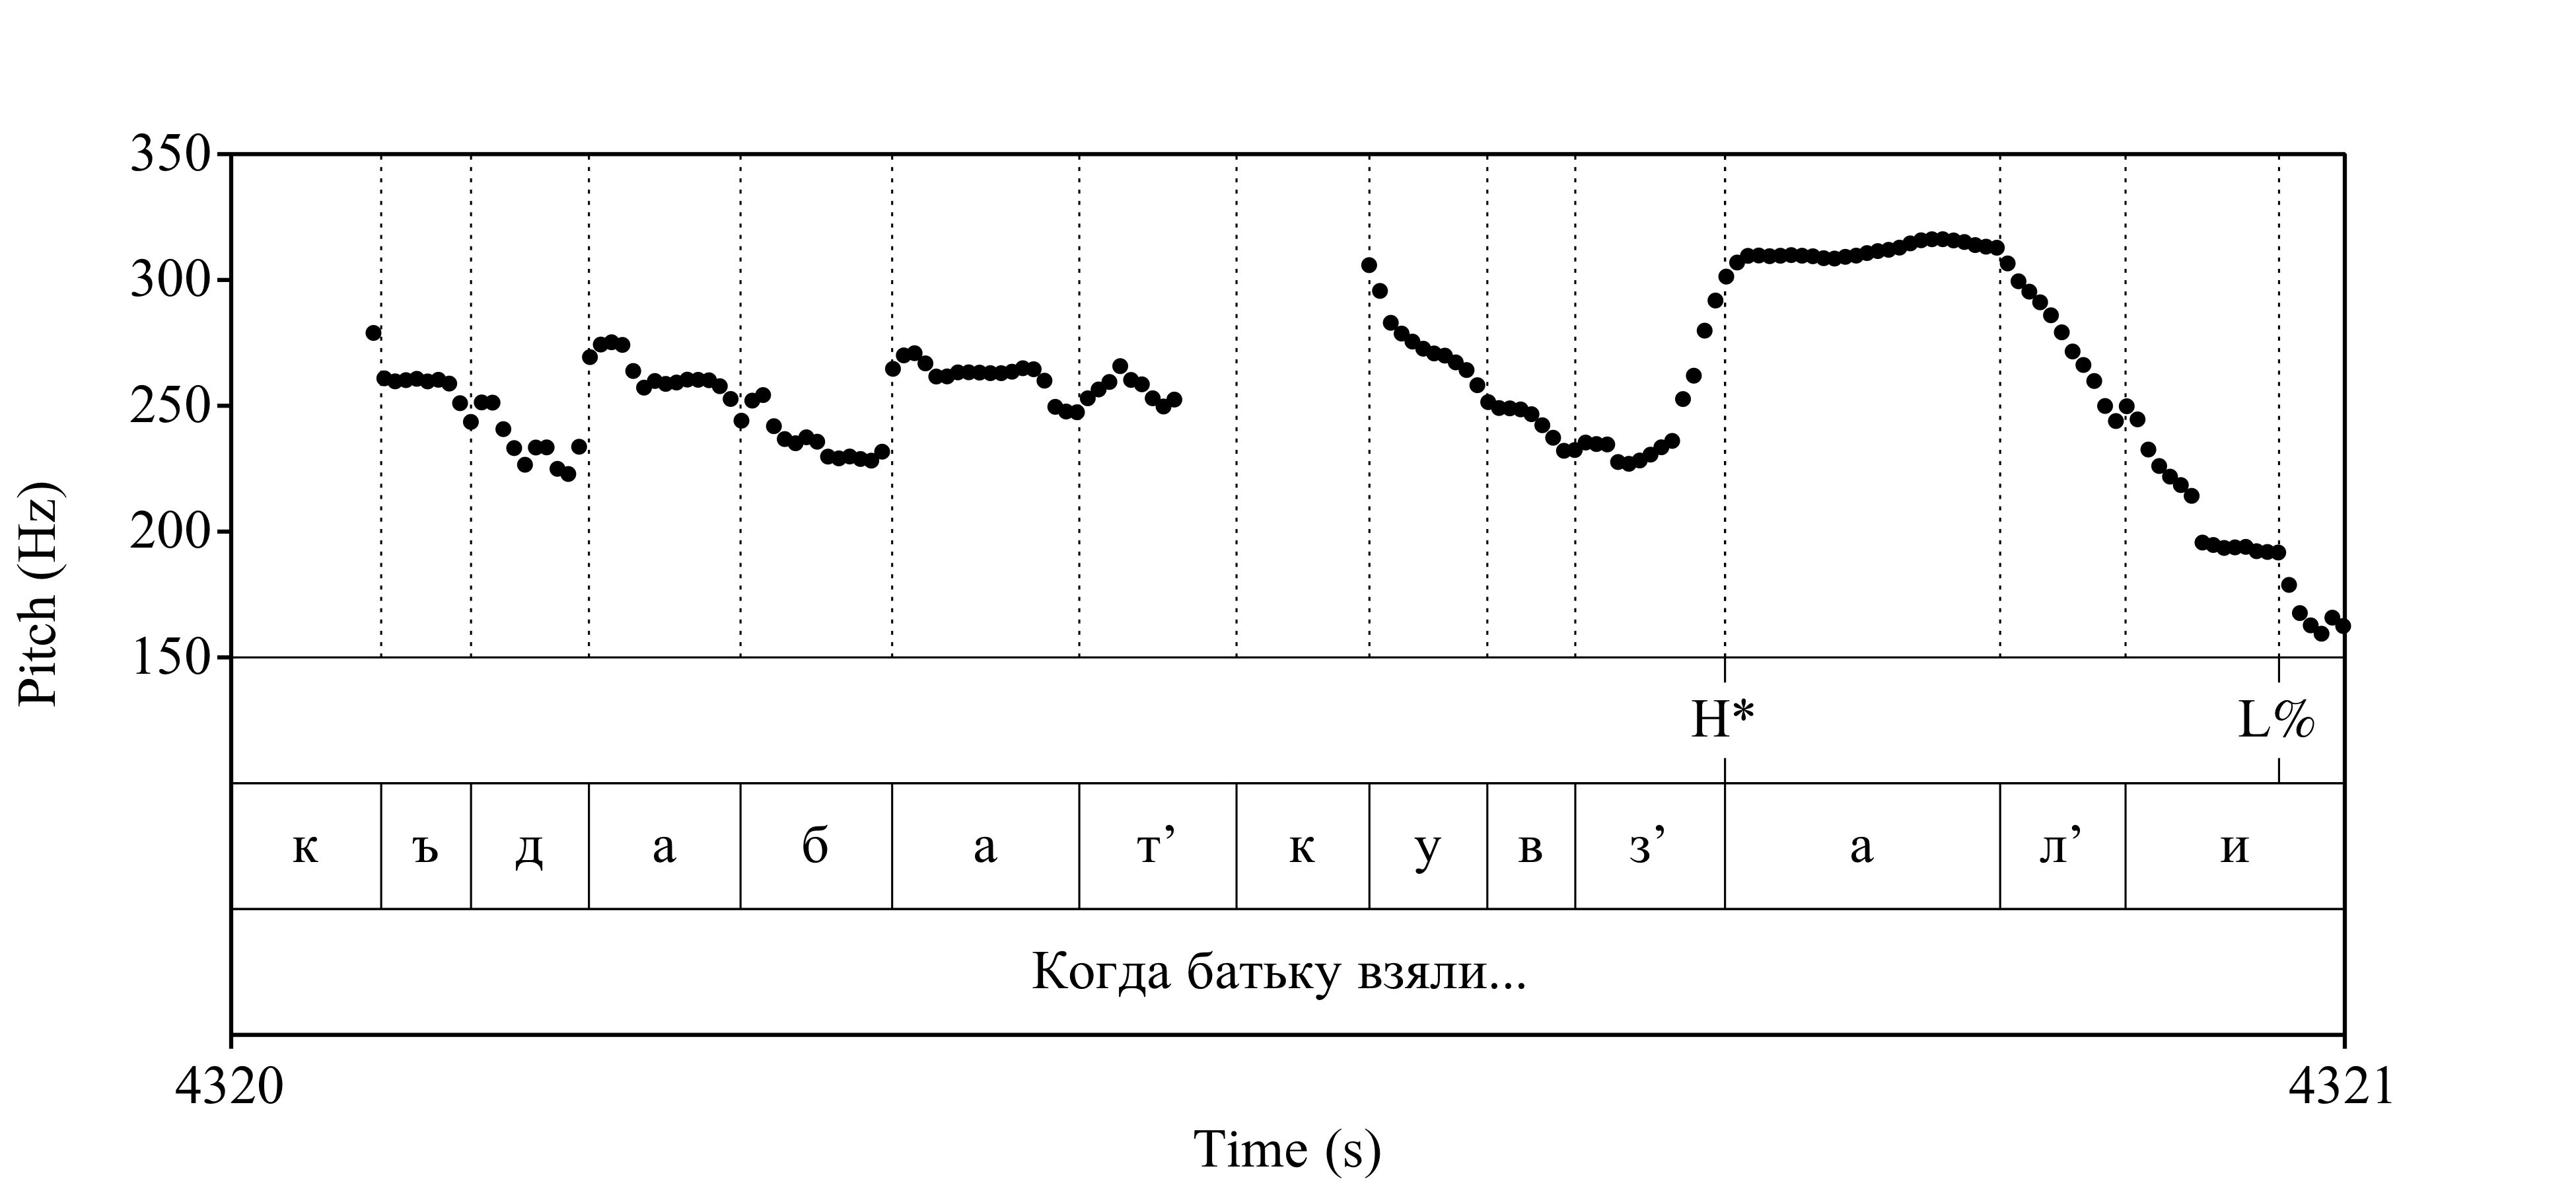 350
300
250
200
150
Pitch (Hz)
H* L%
к ъ д а б а т’ к у в з’ а л’ и
Когда батьку взяли...
4320 4321
Time (s)